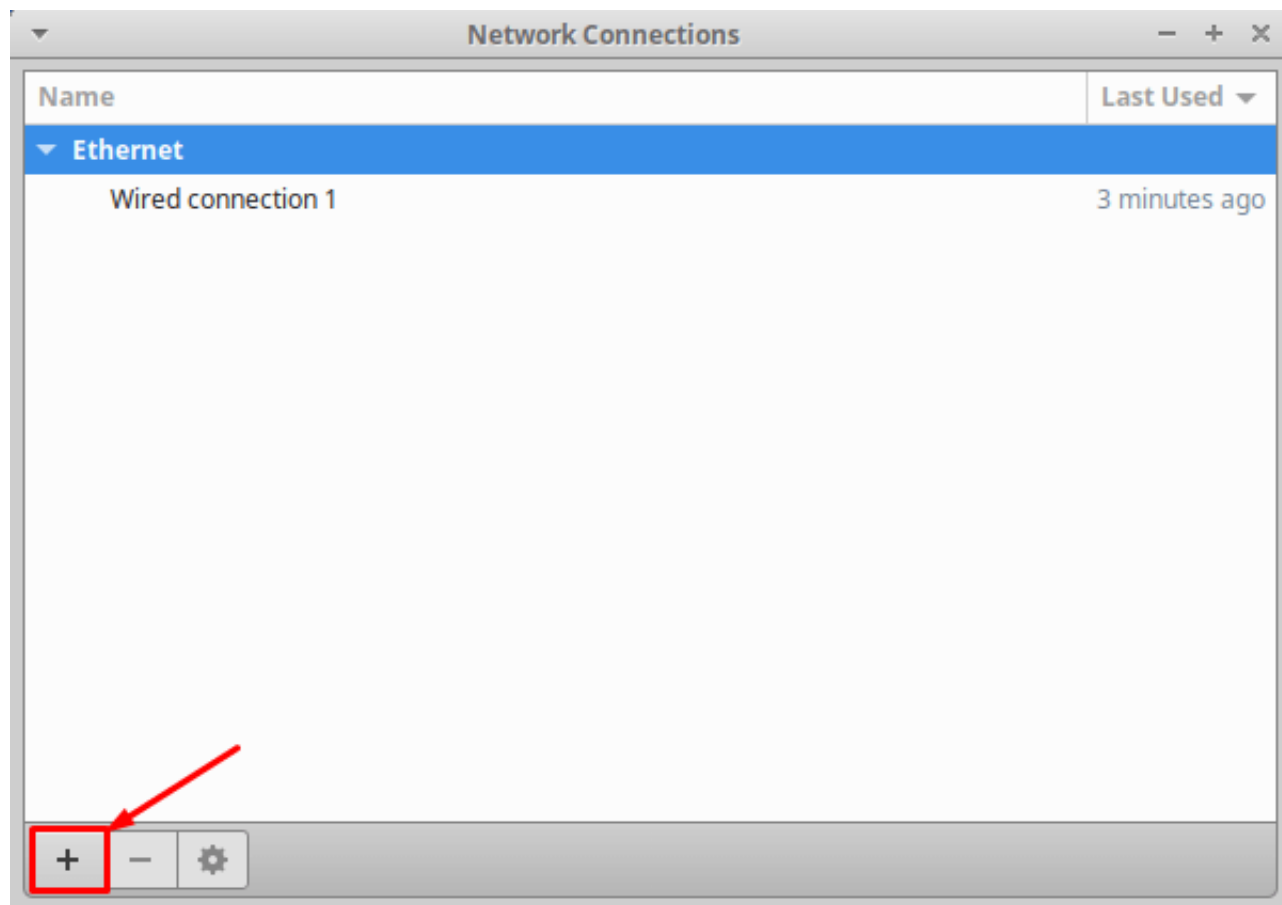 Network Connections
Name Last Used
Ethernet
Wired connection 1 3 minutes ago